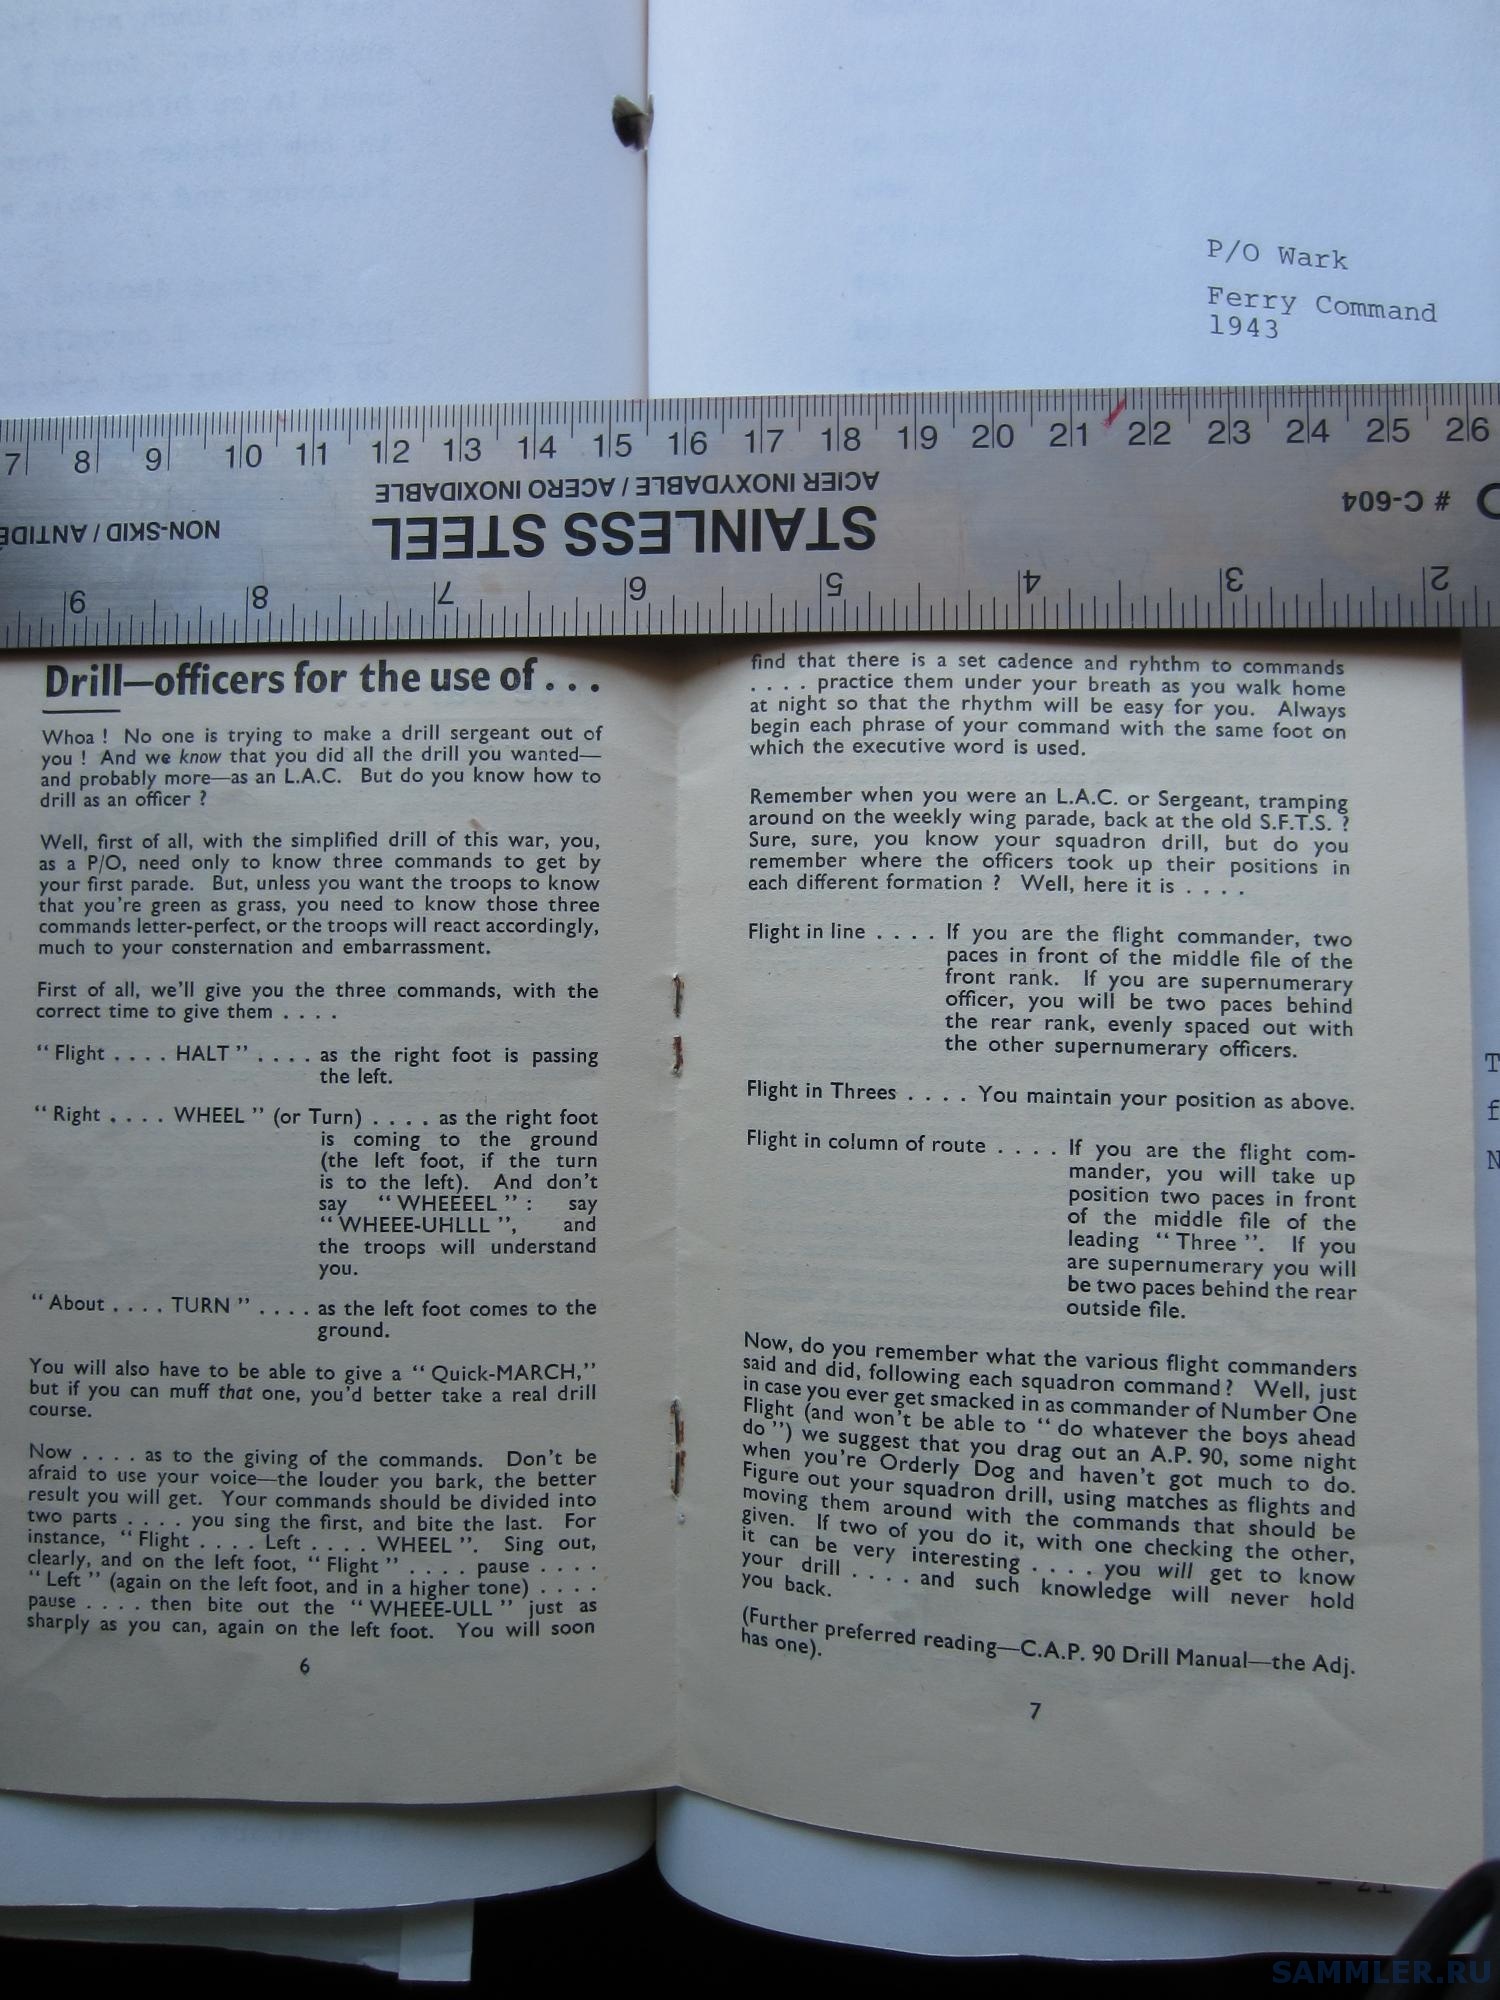 P/O Wark
Ferry Command
1943
7 8 9 10 11 12 13 14 15 16 17 18 19 20 21 22 23 24 25 26
ACIER INOXYDABLE / ACERO INOXIDABLE
STAINLESS STEEL
NON-SKID / ANTIDÉ
# C-604
9 8 7 6 5 4 3 2
Drill—officers for the use of . . .
Whoa ! No one is trying to make a drill sergeant out of
you ! And we know that you did all the drill you wanted—
and probably more—as an L.A.C. But do you know how to
drill as an officer ?
Well, first of all, with the simplified drill of this war, you,
as a P/O, need only to know three commands to get by
your first parade. But, unless you want the troops to know
that you're green as grass, you need to know those three
commands letter-perfect, or the troops will react accordingly,
much to your consternation and embarrassment.
First of all, we'll give you the three commands, with the
correct time to give them . . . .
“ Flight . . . . HALT ” . . . . as the right foot is passing
the left.
“ Right . . . . WHEEL ” (or Turn) . . . . as the right foot
is coming to the ground
(the left foot, if the turn
is to the left). And don't
say “ WHEEEEL ” : say
“ WHEEE-UHLLL ”, and
the troops will understand
you.
“ About . . . . TURN ” . . . . as the left foot comes to the
ground.
You will also have to be able to give a “ Quick-MARCH,”
but if you can muff that one, you'd better take a real drill
course.
Now . . . . as to the giving of the commands. Don't be
afraid to use your voice—the louder you bark, the better
result you will get. Your commands should be divided into
two parts . . . . you sing the first, and bite the last. For
instance, “ Flight . . . . Left . . . . WHEEL ”. Sing out,
clearly, and on the left foot, “ Flight ” . . . . pause . . . .
“ Left ” (again on the left foot, and in a higher tone) . . . .
pause . . . . then bite out the “ WHEEE-ULL ” just as
sharply as you can, again on the left foot. You will soon
6
find that there is a set cadence and ryhthm to commands
. . . . practice them under your breath as you walk home
at night so that the rhythm will be easy for you. Always
begin each phrase of your command with the same foot on
which the executive word is used.
Remember when you were an L.A.C. or Sergeant, tramping
around on the weekly wing parade, back at the old S.F.T.S. ?
Sure, sure, you know your squadron drill, but do you
remember where the officers took up their positions in
each different formation ? Well, here it is . . . .
Flight in line . . . . If you are the flight commander, two
paces in front of the middle file of the
front rank. If you are supernumerary
officer, you will be two paces behind
the rear rank, evenly spaced out with
the other supernumerary officers.
Flight in Threes . . . . You maintain your position as above.
Flight in column of route . . . . If you are the flight com-
mander, you will take up
position two paces in front
of the middle file of the
leading “ Three ”. If you
are supernumerary you will
be two paces behind the rear
outside file.
Now, do you remember what the various flight commanders
said and did, following each squadron command ? Well, just
in case you ever get smacked in as commander of Number One
Flight (and won't be able to “ do whatever the boys ahead
do ”) we suggest that you drag out an A.P. 90, some night
when you're Orderly Dog and haven't got much to do.
Figure out your squadron drill, using matches as flights and
moving them around with the commands that should be
given. If two of you do it, with one checking the other,
it can be very interesting . . . . you will get to know
your drill . . . . and such knowledge will never hold
you back.
(Further preferred reading—C.A.P. 90 Drill Manual—the Adj.
has one).
7
T
f
N
SAMMLER.RU